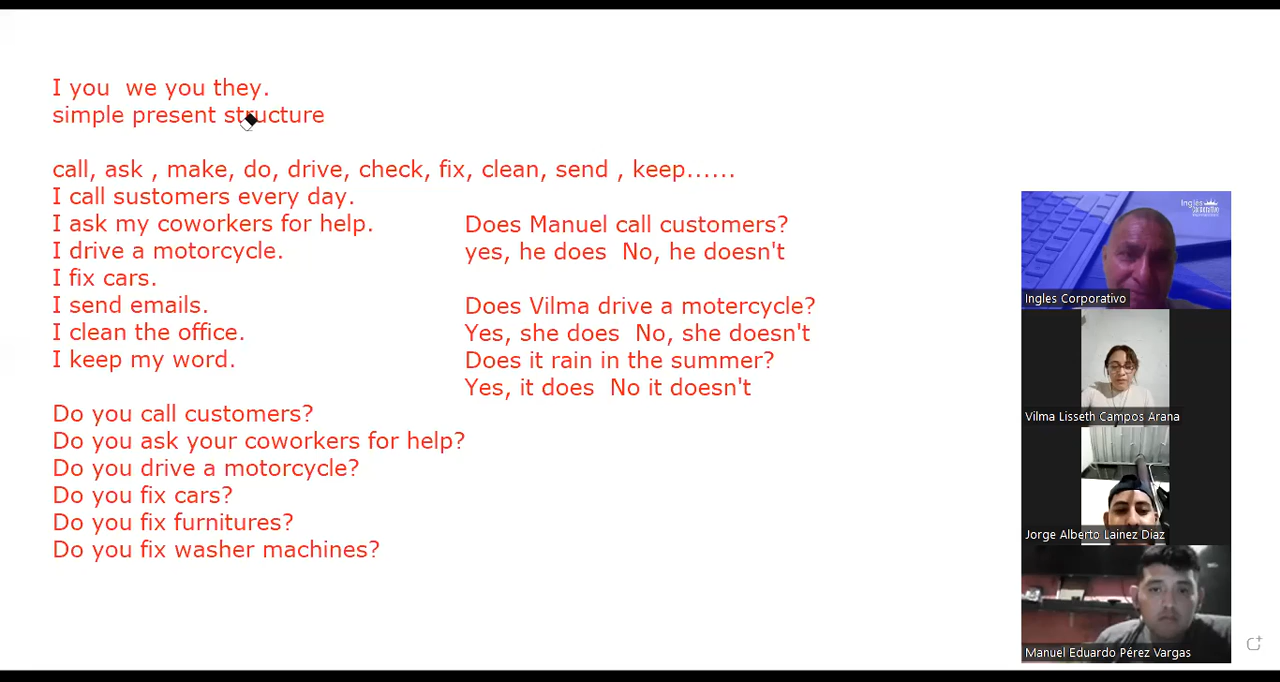 I you  we you they.
simple present structure
call, ask , make, do, drive, check, fix, clean, send , keep......
I call sustomers every day.
I ask my coworkers for help.
I drive a motorcycle.
I fix cars.
I send emails.
I clean the office.
I keep my word.
Do you call customers?
Do you ask your coworkers for help?
Do you drive a motorcycle?
Do you fix cars?
Do you fix furnitures?
Do you fix washer machines?
Does Manuel call customers?
yes, he does  No, he doesn't
Does Vilma drive a motercycle?
Yes, she does  No, she doesn't
Does it rain in the summer?
Yes, it does  No it doesn't
Inglés
corporativo
Ingles Corporativo
Vilma Lisseth Campos Arana
Jorge Alberto Lainez Diaz
Manuel Eduardo Pérez Vargas